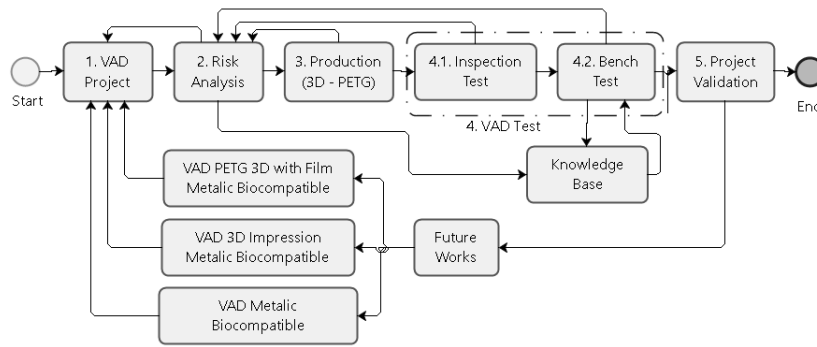 Start
1. VAD
Project
2. Risk
Analysis
3. Production
(3D - PETG)
4.1. Inspection
Test
4.2. Bench
Test
4. VAD Test
5. Project
Validation
End
Knowledge
Base
VAD PETG 3D with Film
Metalic Biocompatible
VAD 3D Impression
Metalic Biocompatible
Future
Works
VAD Metalic
Biocompatible